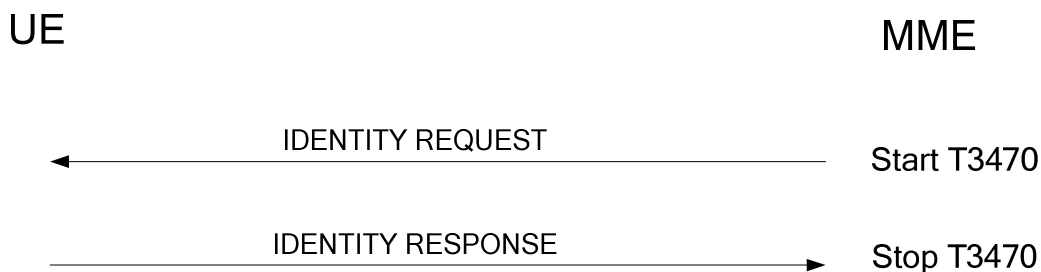 UE
MME
IDENTITY REQUEST
Start T3470
IDENTITY RESPONSE
Stop T3470